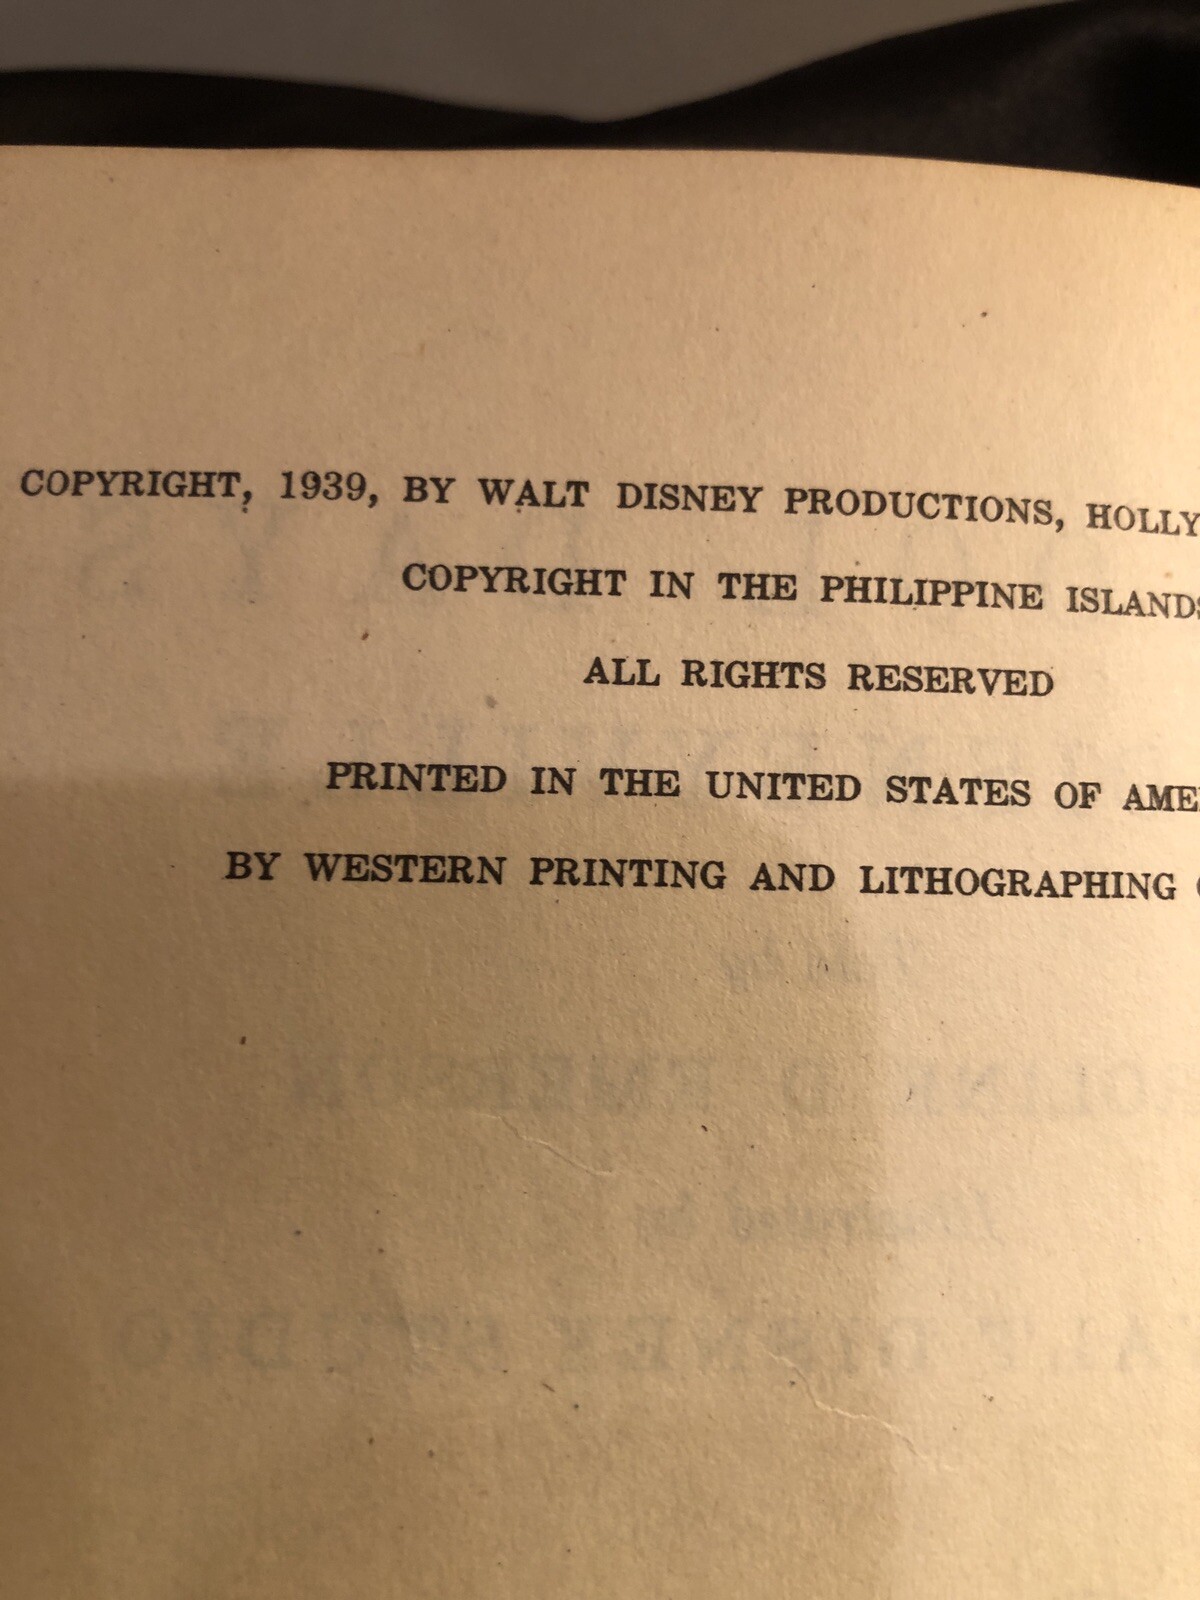 COPYRIGHT, 1939, BY WALT DISNEY PRODUCTIONS, HOLLY
COPYRIGHT IN THE PHILIPPINE ISLANDS
ALL RIGHTS RESERVED
PRINTED IN THE UNITED STATES OF AME
BY WESTERN PRINTING AND LITHOGRAPHING